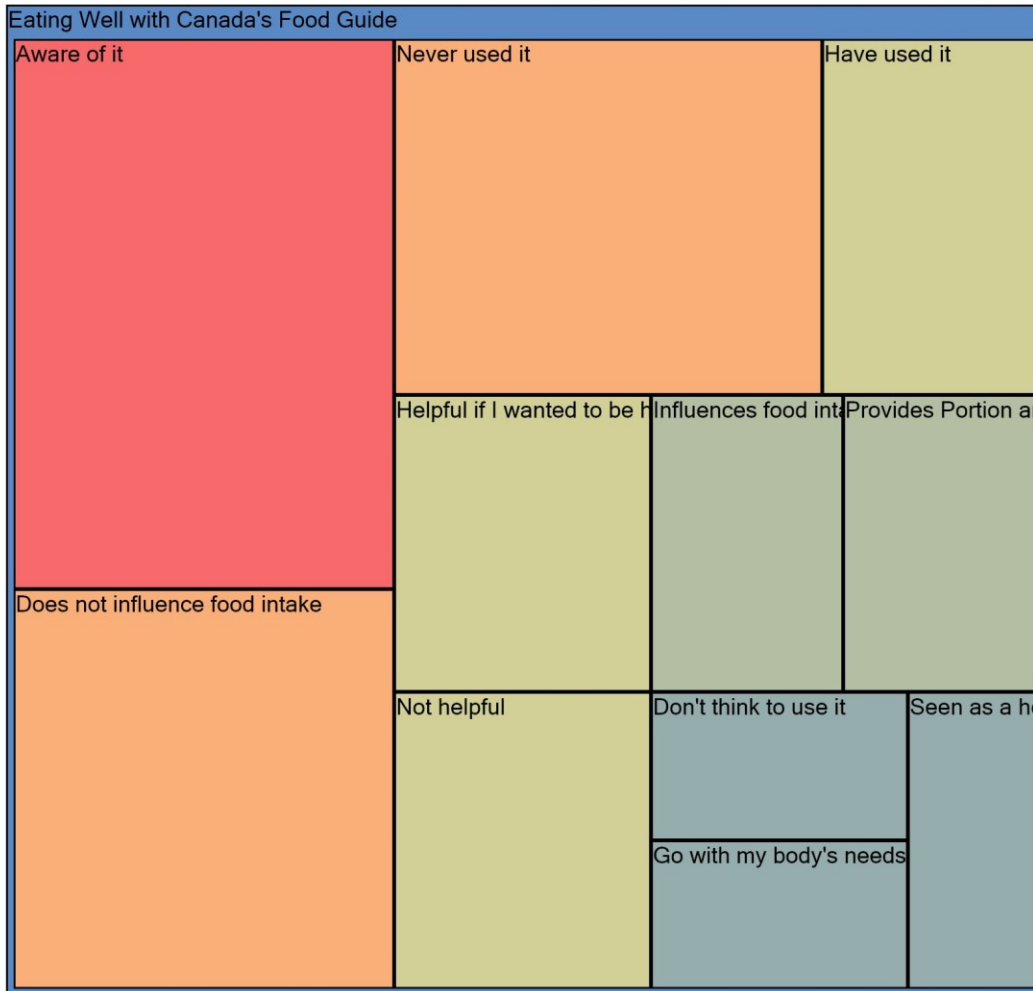 Eating Well with Canada's Food Guide
Aware of it
Never used it
Have used it
Helpful if I wanted to be h
Influences food inta
Provides Portion a
Does not influence food intake
Not helpful
Don't think to use it
Seen as a he
Go with my body's needs